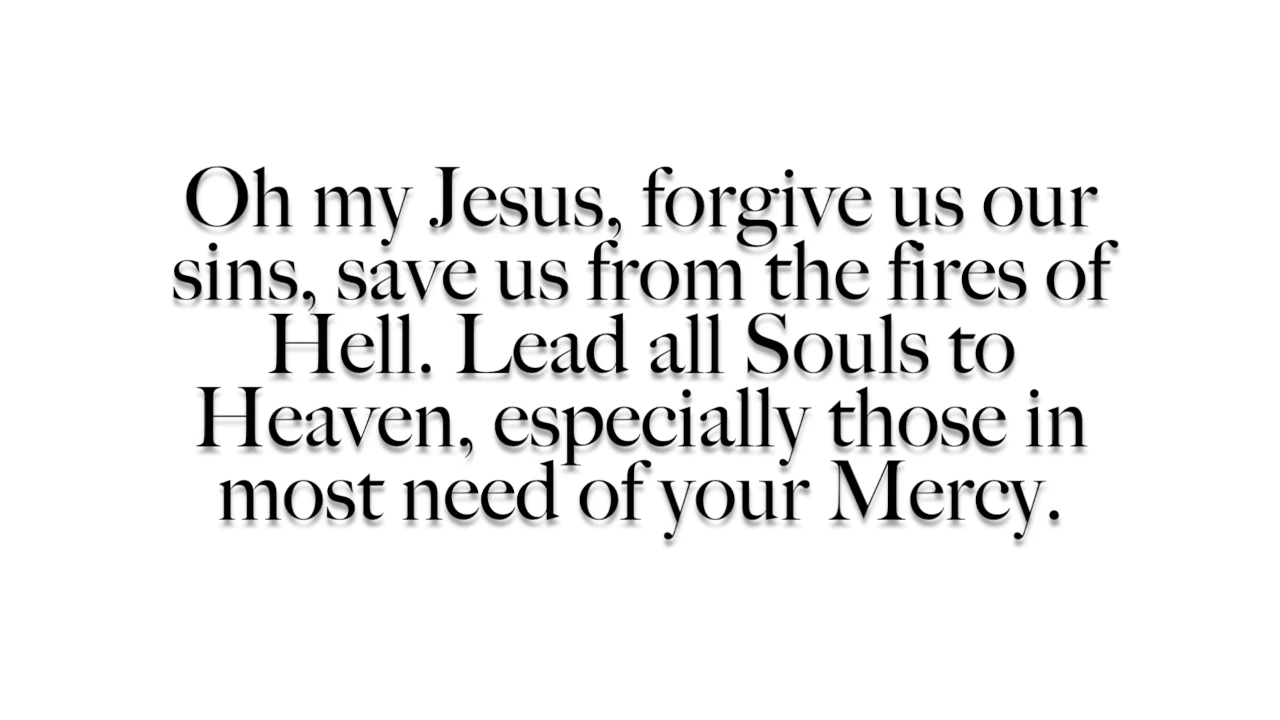 Oh my Jesus, forgive us our
sins, save us from the fires of
Hell. Lead all Souls to
Heaven, especially those in
most need of your Mercy.